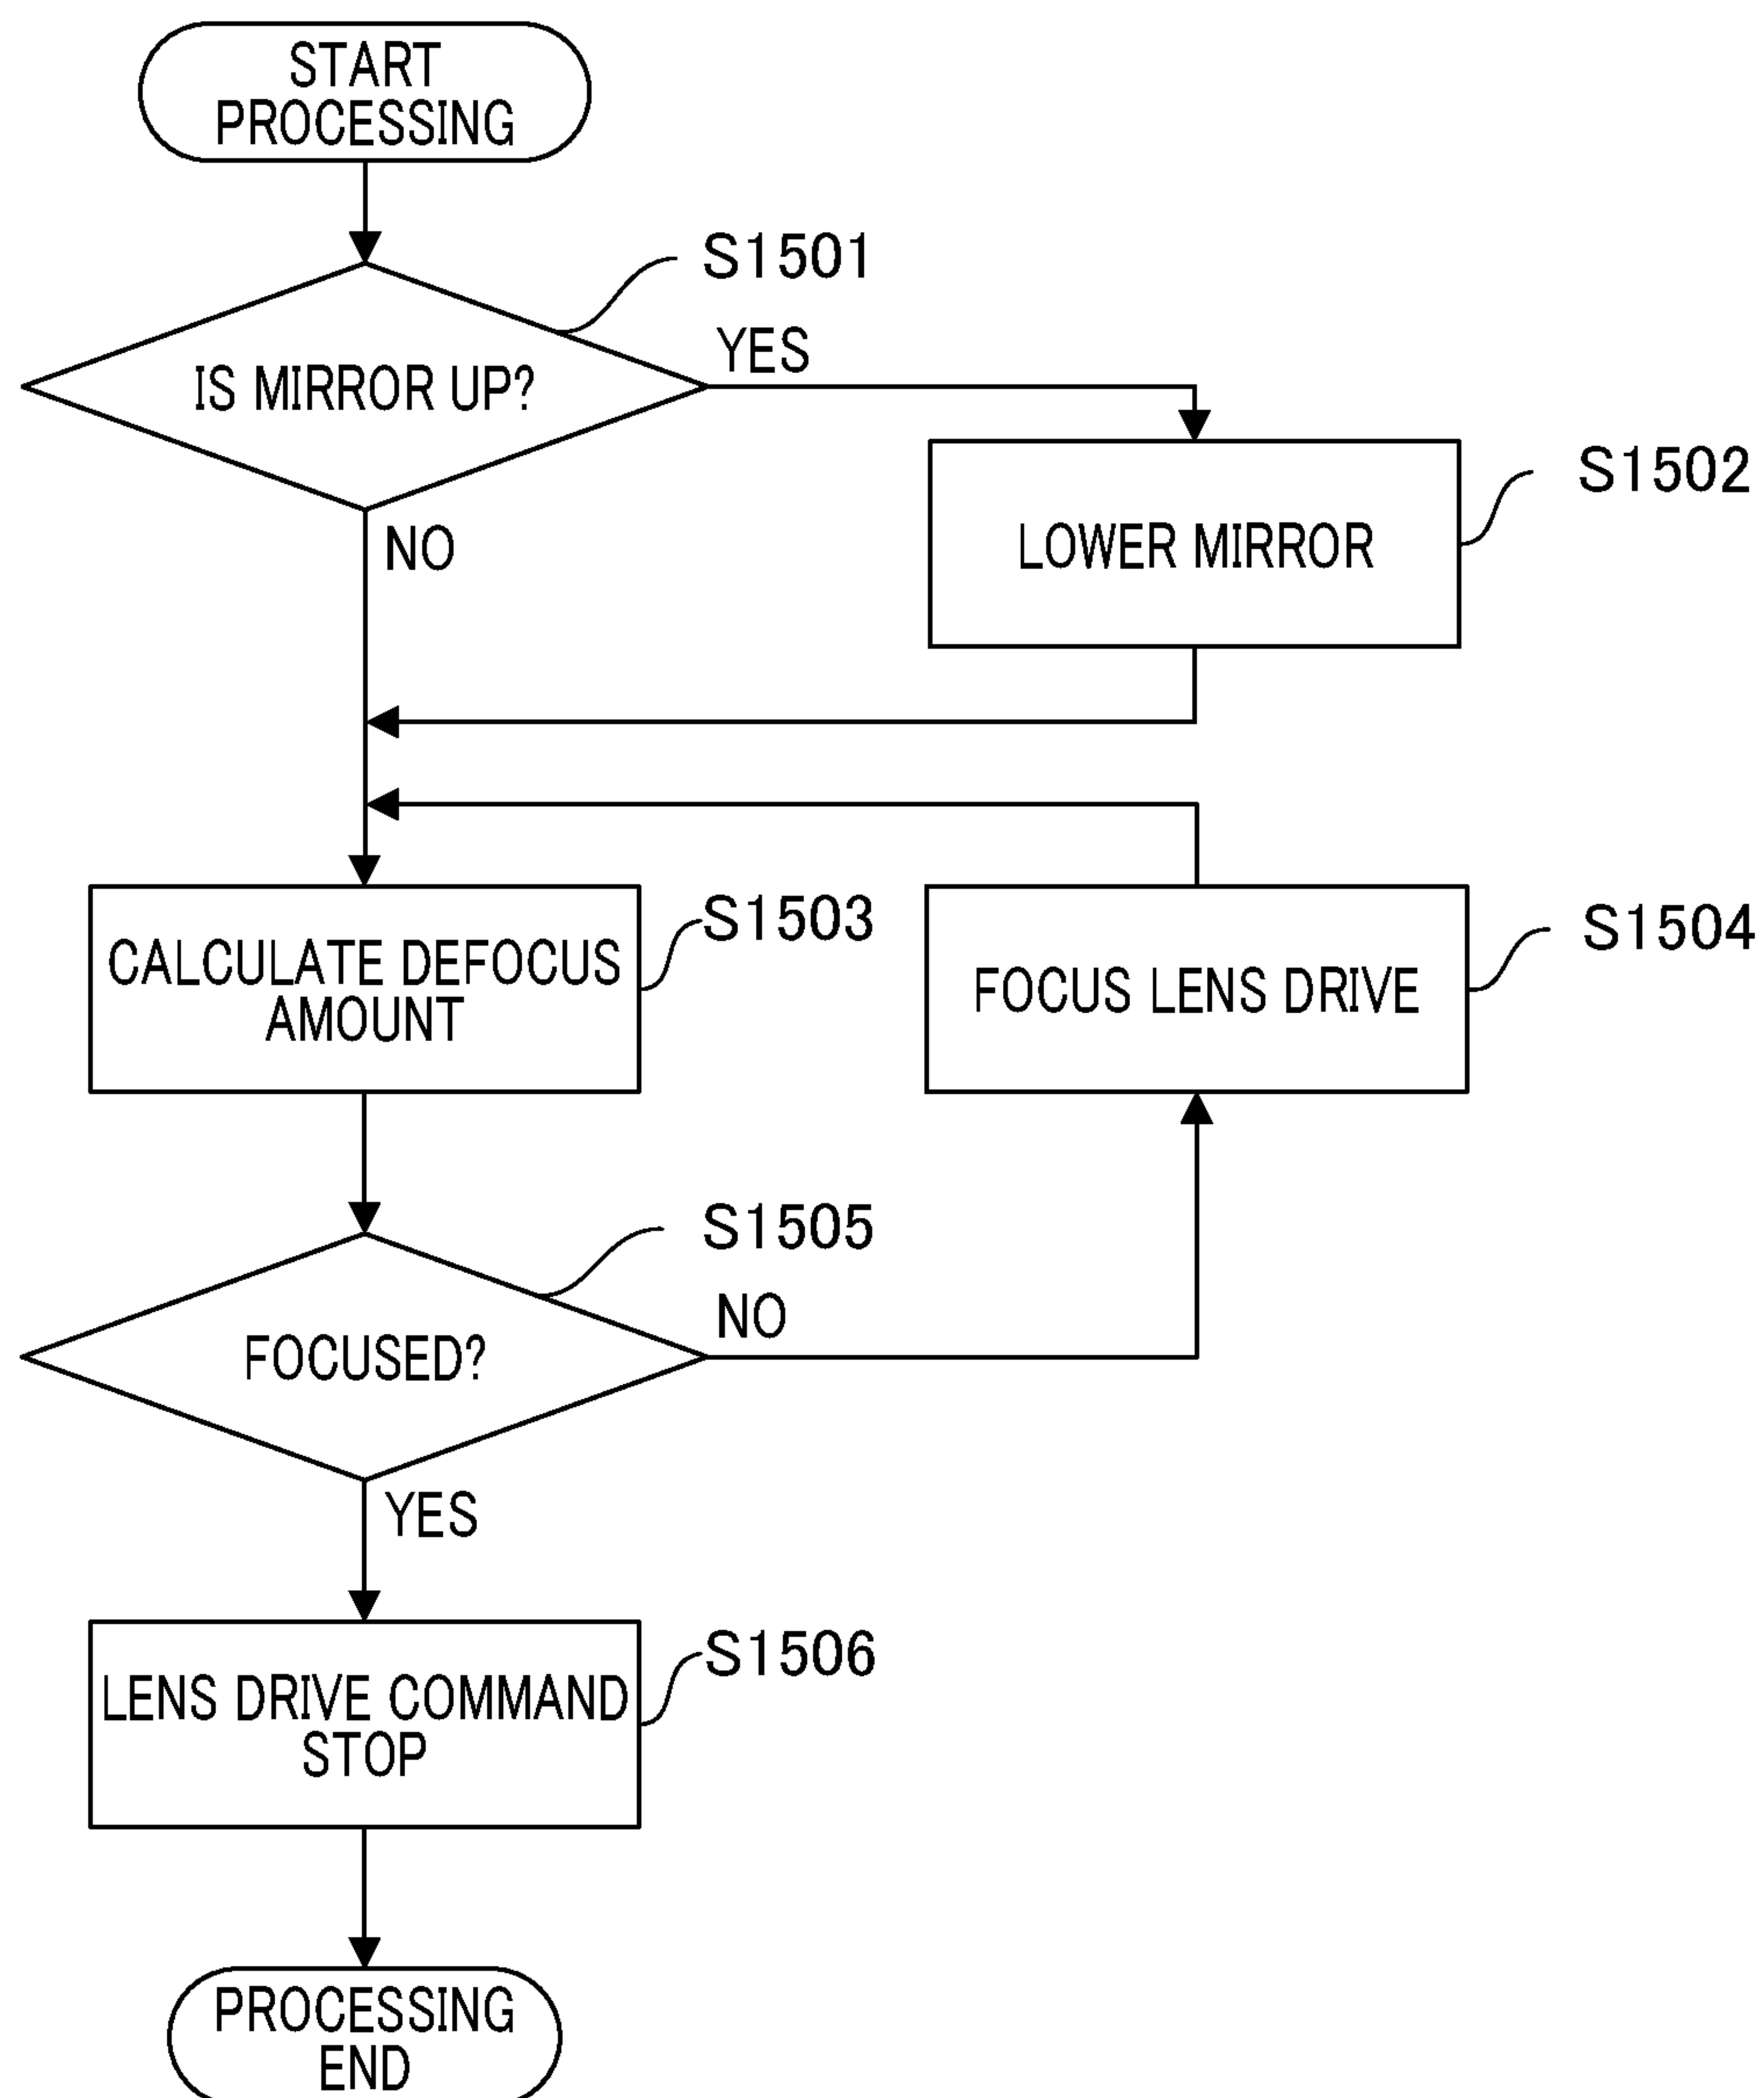 START
PROCESSING
S1501
IS MIRROR UP?
YES
NO
LOWER MIRROR
S1502
CALCULATE DEFOCUS
AMOUNT
S1503
FOCUS LENS DRIVE
S1504
S1505
FOCUSED?
NO
YES
LENS DRIVE COMMAND
STOP
S1506
PROCESSING
END